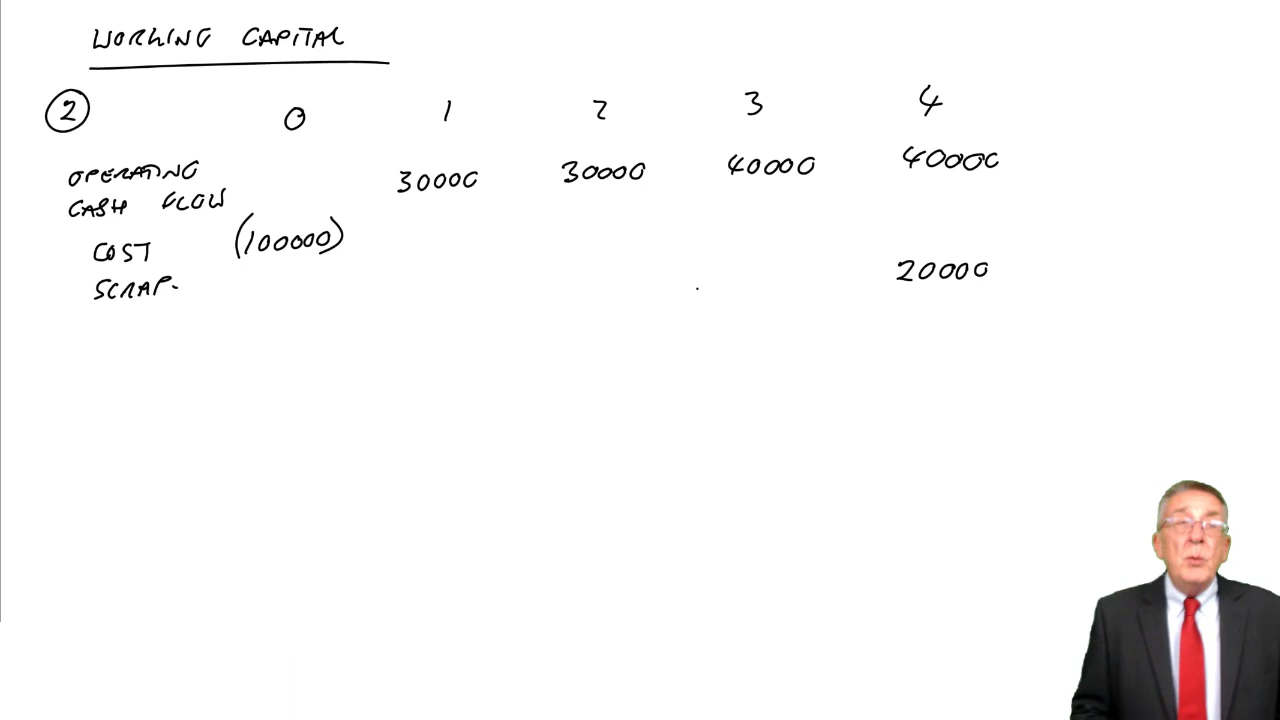 WORKING CAPITAL
2 0 1 2 3 4
OPERATING 30000 30000 40000 40000
CASH FLOW
COST (100000)
SCRAP. 20000